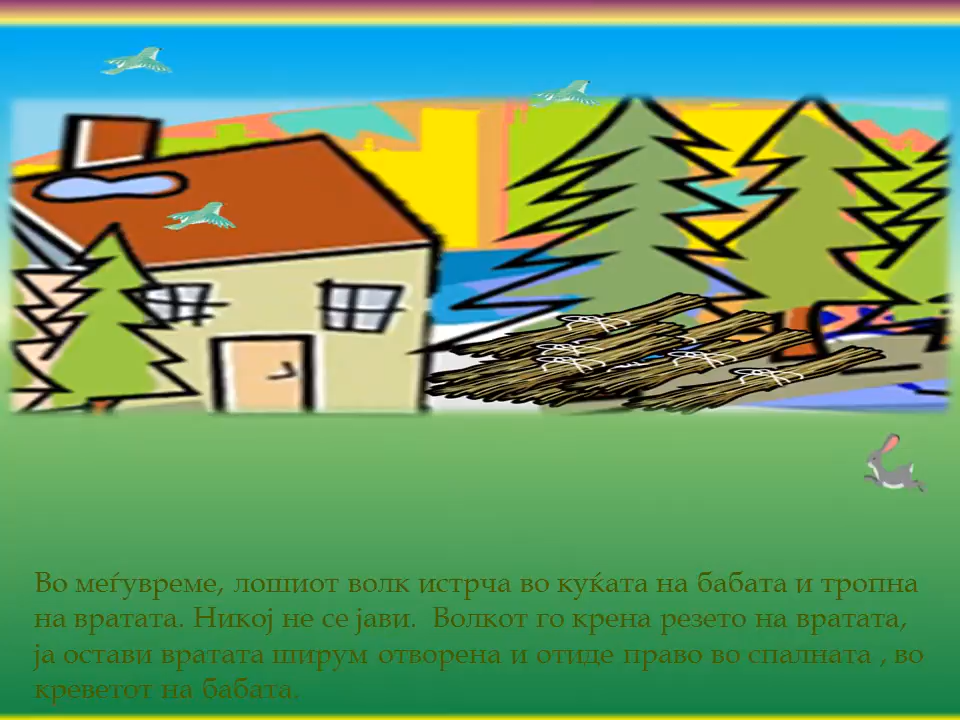 Во меѓувреме, лошиот волк истрча во куќата на бабата и тропна
на вратата. Никој не се јави.  Волкот го крена резето на вратата,
ја остави вратата ширум отворена и отиде право во спалната , во
креветот на бабата.